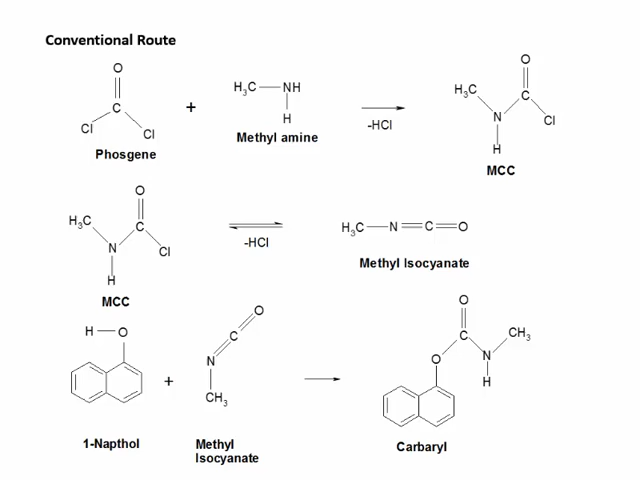 Conventional Route
O
C
Cl
Cl
Phosgene
+
H3C
NH
H
Methyl amine
-HCl
O
H3C
C
N
Cl
H
MCC
O
H3C
C
N
Cl
H
MCC
-HCl
H3C
N
C
O
Methyl Isocyanate
H
O
1-Napthol
+
O
C
N
CH3
Methyl
Isocyanate
O
CH3
C
O
N
H
Carbaryl